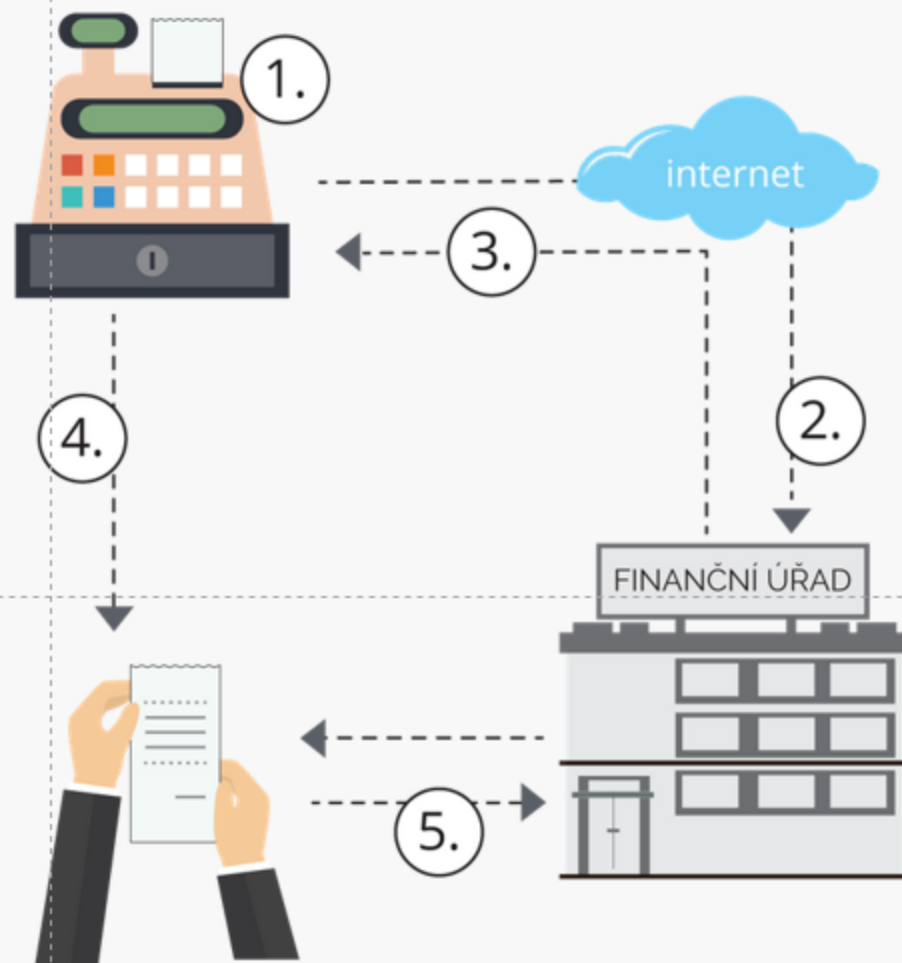 1.
internet
3.
2.
4.
FINANČNÍ ÚŘAD
5.